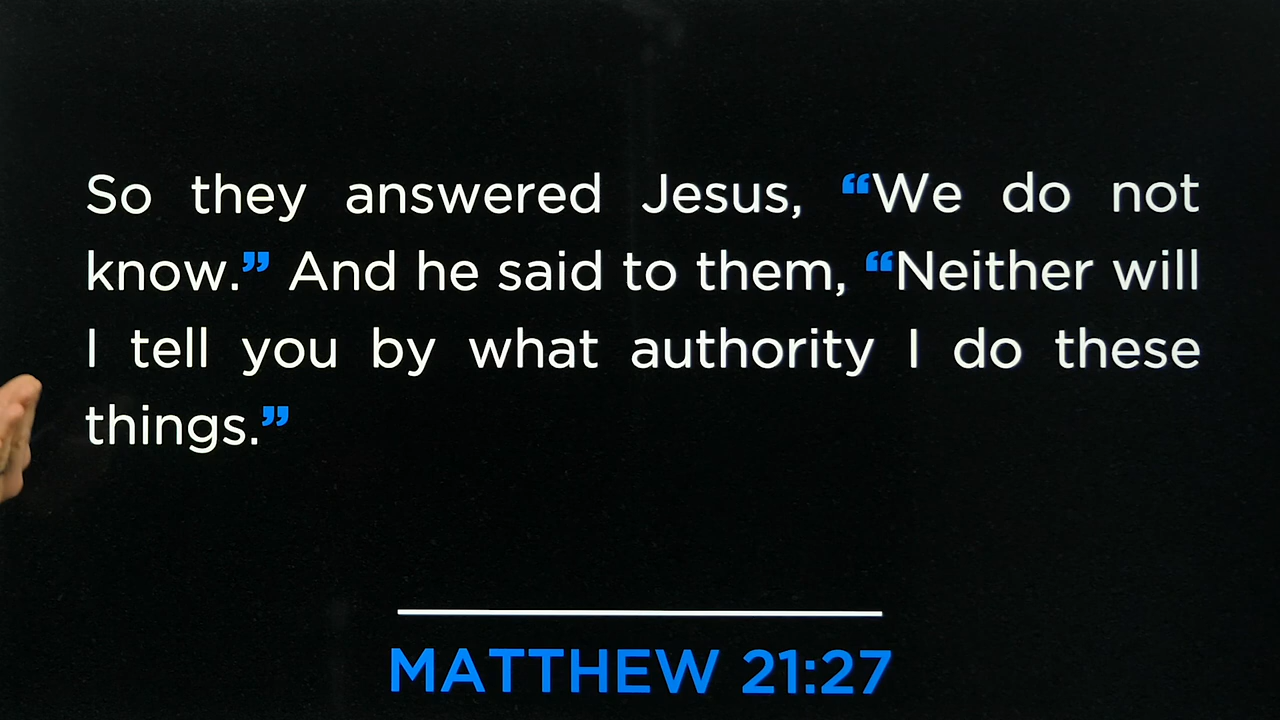 So they answered Jesus, “We do not
know.” And he said to them, “Neither will
I tell you by what authority I do these
things.”
MATTHEW 21:27